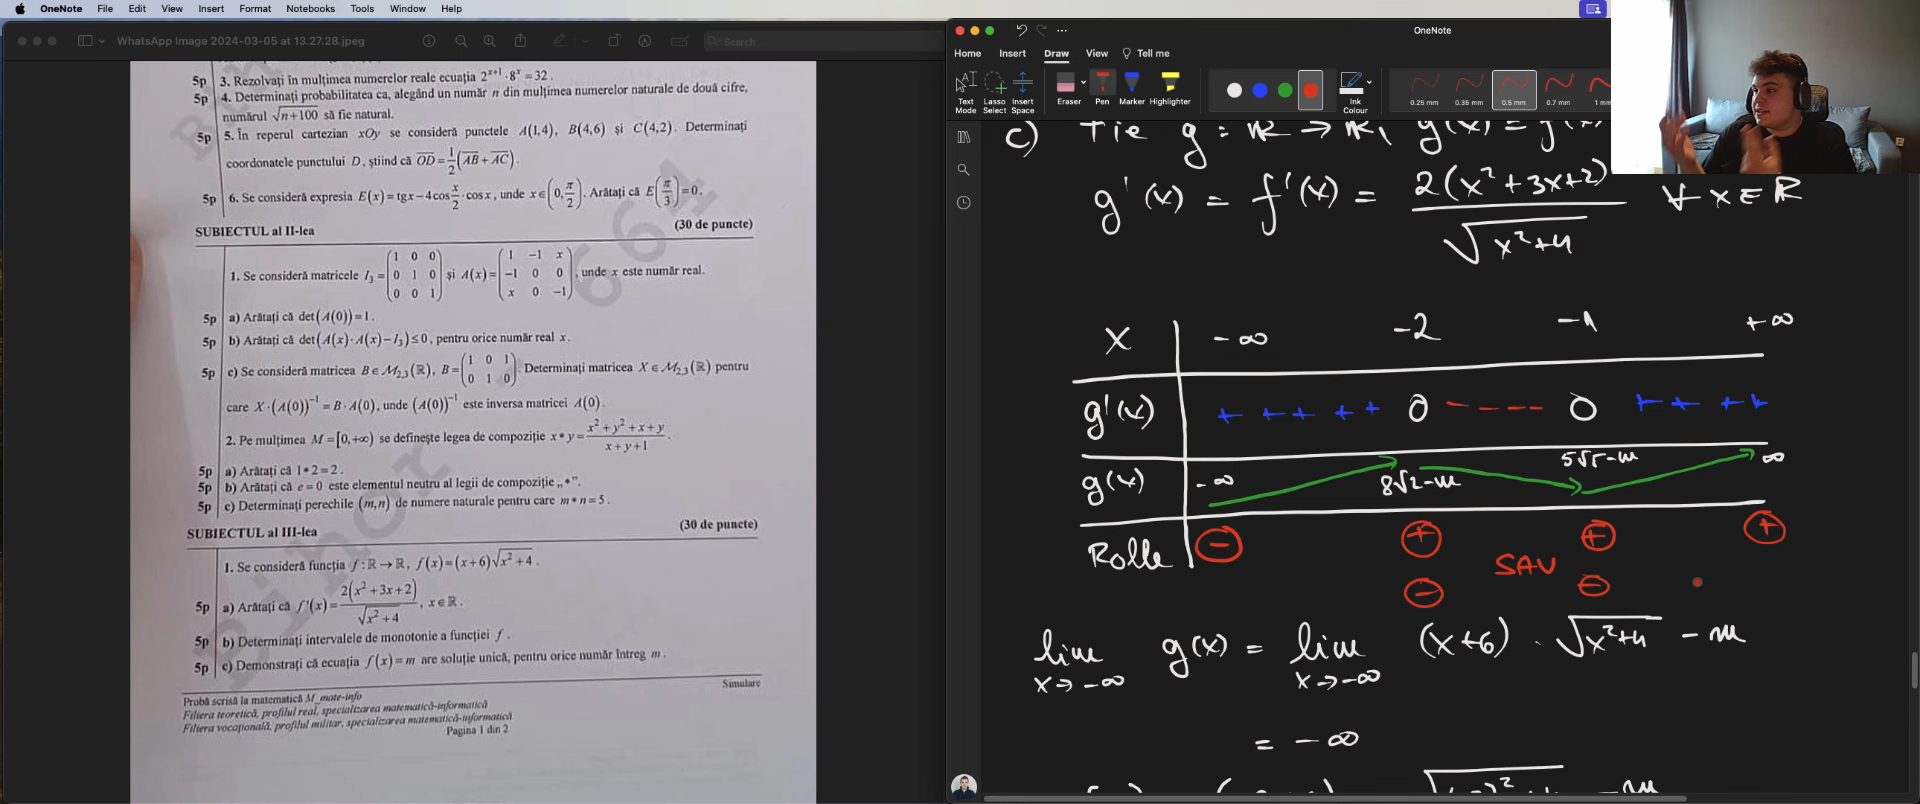 OneNote File Edit View Insert Format Notebooks Tools Window Help
WhatsApp Image 2024-03-05 at 13.27.28.jpeg
Search
5p 3. Rezolvați în mulțimea numerelor reale ecuația 2^{x+1}·8^x = 32.
5p 4. Determinați probabilitatea ca, alegând un număr n din mulțimea numerelor naturale de două cifre,
numărul √(n+100) să fie natural.
5p 5. În reperul cartezian xOy se consideră punctele A(1,4), B(4,6) și C(4,2). Determinați
coordonatele punctului D, știind că OD = 1/2(AB + AC).
5p 6. Se consideră expresia E(x) = tgx − 4cos x/2 · cosx, unde x ∈ (0, π/2). Arătați că E(π/3) = 0.
SUBIECTUL al II-lea (30 de puncte)
1. Se consideră matricele I₃ = (1 0 0 / 0 1 0 / 0 0 1) și A(x) = (1 −1 x / −1 0 0 / x 0 −1), unde x este număr real.
5p a) Arătați că det(A(0)) = 1.
5p b) Arătați că det(A(x)·A(x) − I₃) ≤ 0, pentru orice număr real x.
5p c) Se consideră matricea B ∈ M₂,₃(ℝ), B = (1 0 1 / 0 1 0). Determinați matricea X ∈ M₂,₃(ℝ) pentru
care X·(A(0))⁻¹ = B·A(0), unde (A(0))⁻¹ este inversa matricei A(0).
2. Pe mulțimea M = [0,+∞) se definește legea de compoziție x * y = (x² + y² + x + y)/(x + y + 1).
5p a) Arătați că 1 * 2 = 2.
5p b) Arătați că e = 0 este elementul neutru al legii de compoziție „*”.
5p c) Determinați perechile (m,n) de numere naturale pentru care m * n = 5.
SUBIECTUL al III-lea (30 de puncte)
1. Se consideră funcția f : ℝ → ℝ, f(x) = (x+6)√(x²+4).
5p a) Arătați că f'(x) = 2(x²+3x+2)/√(x²+4), x ∈ ℝ.
5p b) Determinați intervalele de monotonie a funcției f.
5p c) Demonstrați că ecuația f(x) = m are soluție unică, pentru orice număr întreg m.
Simulare
Probă scrisă la matematică M_mate-info
Filiera teoretică, profilul real, specializarea matematică-informatică
Filiera vocațională, profilul militar, specializarea matematică-informatică
Pagina 1 din 2
Bihor
664
OneNote
Home Insert Draw View Tell me
Text Mode Lasso Select Insert Space Eraser Pen Marker Highlighter Ink Colour 0.25 mm 0.35 mm 0.5 mm 0.7 mm 1 mm
c) Fie g : ℝ → ℝ, g(x) = f(x)
g'(x) = f'(x) = 2(x²+3x+2)/√(x²+4) ∀ x ∈ ℝ
x −∞ −2 −1 +∞
g'(x) + + + + + 0 − − − − 0 + + + +
g(x) −∞ 8√2−m 5√5−m ∞
Rolle − + + +
− SAU −
lim x→−∞ g(x) = lim x→−∞ (x+6) · √(x²+4) − m
= −∞